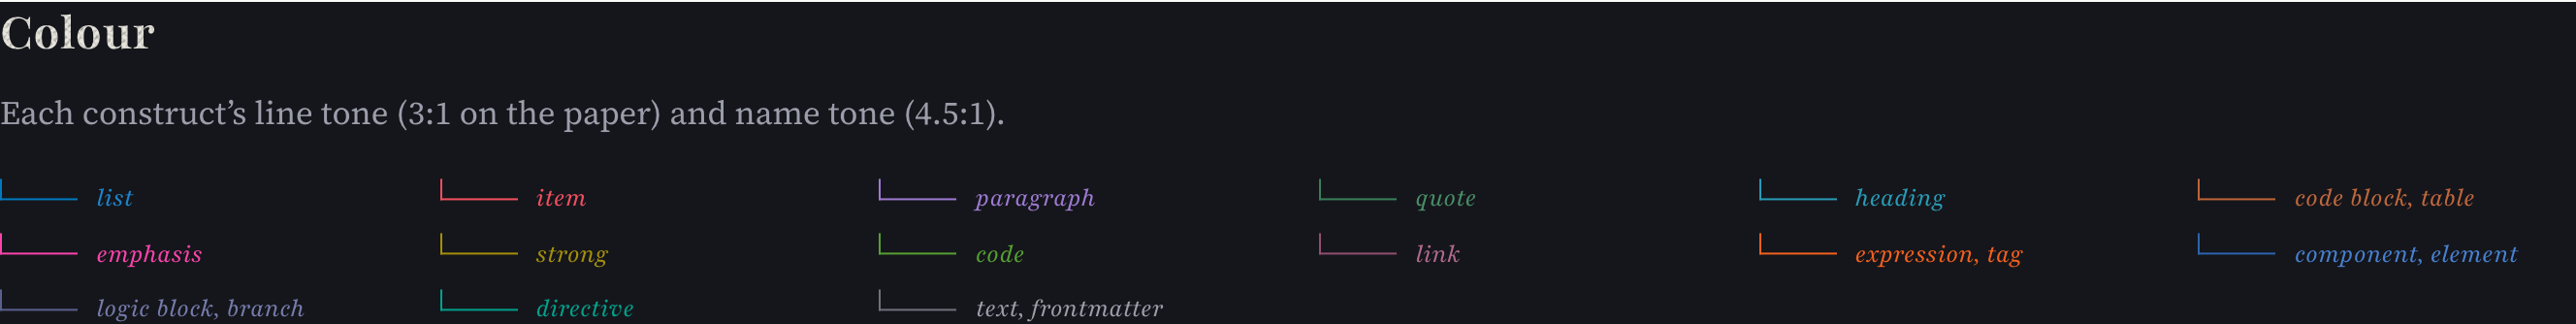 Colour
Each construct’s line tone (3:1 on the paper) and name tone (4.5:1).
list item paragraph quote heading code block, table
emphasis strong code link expression, tag component, element
logic block, branch directive text, frontmatter